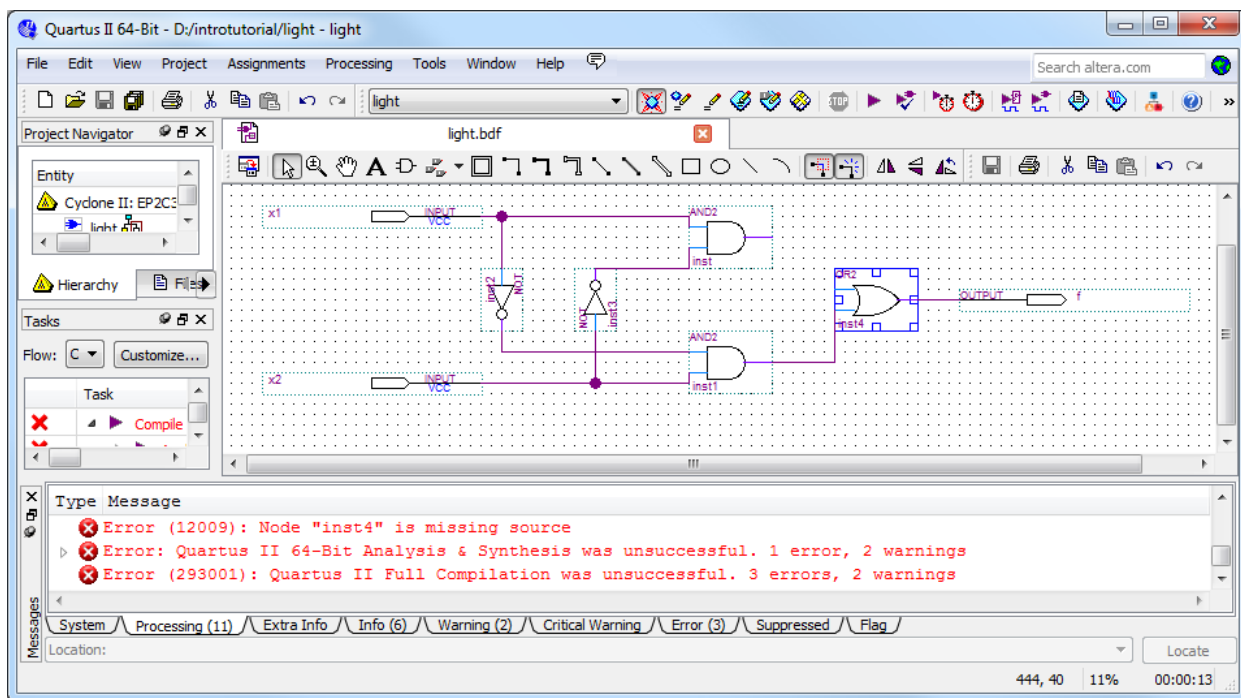 Quartus II 64-Bit - D:/introtutorial/light - light
File Edit View Project Assignments Processing Tools Window Help
Search altera.com
light
STOP
Project Navigator
light.bdf
Entity
Cyclone II: EP2C3
light
Hierarchy
Files
Tasks
Flow: C
Customize...
Task
Compile
x1
INPUT
VCC
AND2
inst
inst2
NOT
NOT
inst3
OR2
inst4
OUTPUT
f
AND2
inst1
x2
INPUT
VCC
Type Message
Error (12009): Node "inst4" is missing source
Error: Quartus II 64-Bit Analysis & Synthesis was unsuccessful. 1 error, 2 warnings
Error (293001): Quartus II Full Compilation was unsuccessful. 3 errors, 2 warnings
Messages
System
Processing (11)
Extra Info
Info (6)
Warning (2)
Critical Warning
Error (3)
Suppressed
Flag
Location:
Locate
444, 40 11% 00:00:13